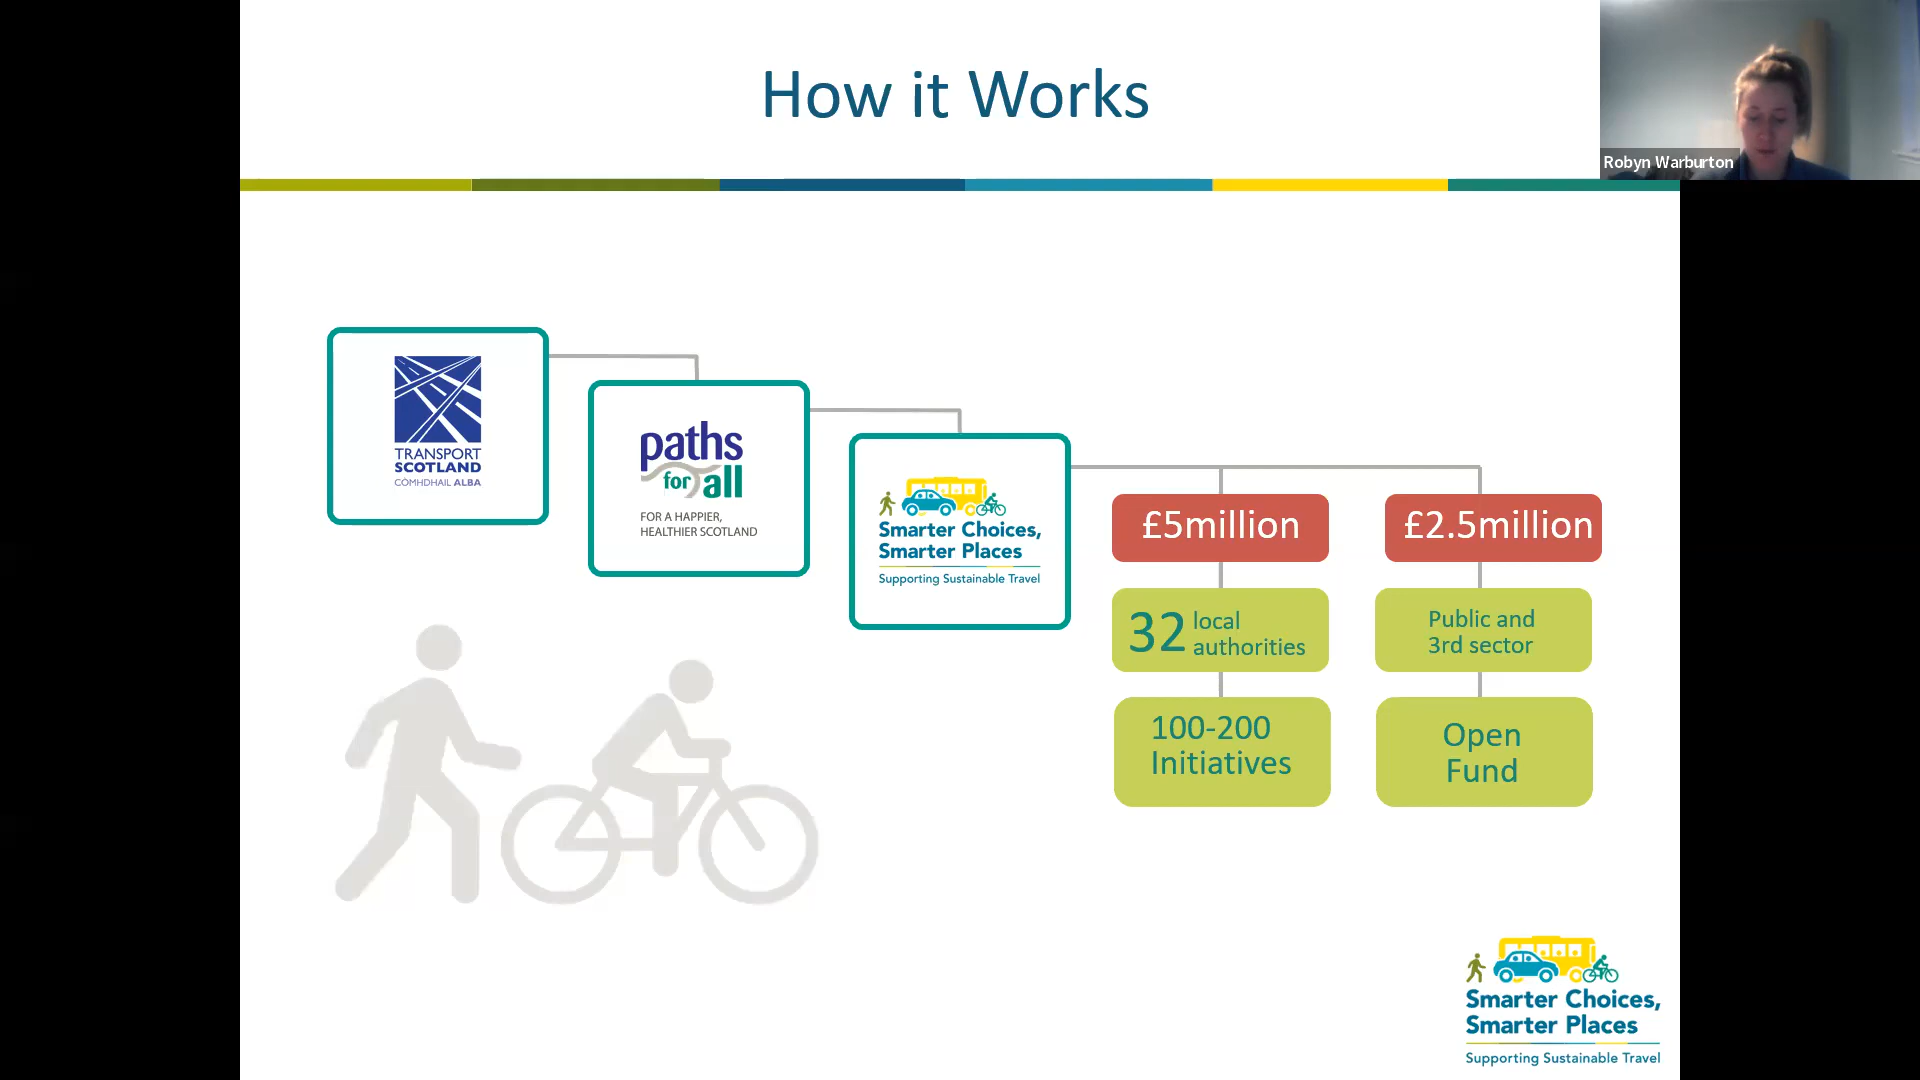 How it Works
Robyn Warburton
TRANSPORT
SCOTLAND
CÒMHDHAIL ALBA
paths
for all
FOR A HAPPIER,
HEALTHIER SCOTLAND
Smarter Choices,
Smarter Places
Supporting Sustainable Travel
£5million
32 local
authorities
100-200
Initiatives
£2.5million
Public and
3rd sector
Open
Fund
Smarter Choices,
Smarter Places
Supporting Sustainable Travel